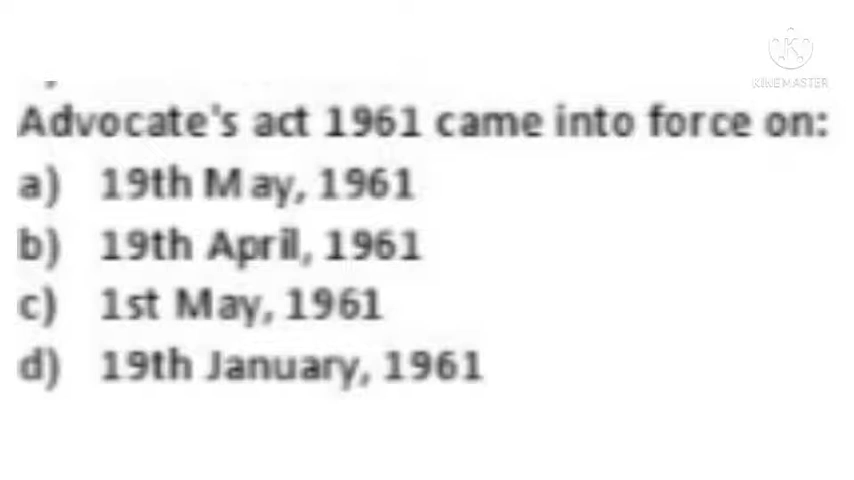 KINEMASTER
Advocate's act 1961 came into force on:
a) 19th May, 1961
b) 19th April, 1961
c) 1st May, 1961
d) 19th January, 1961